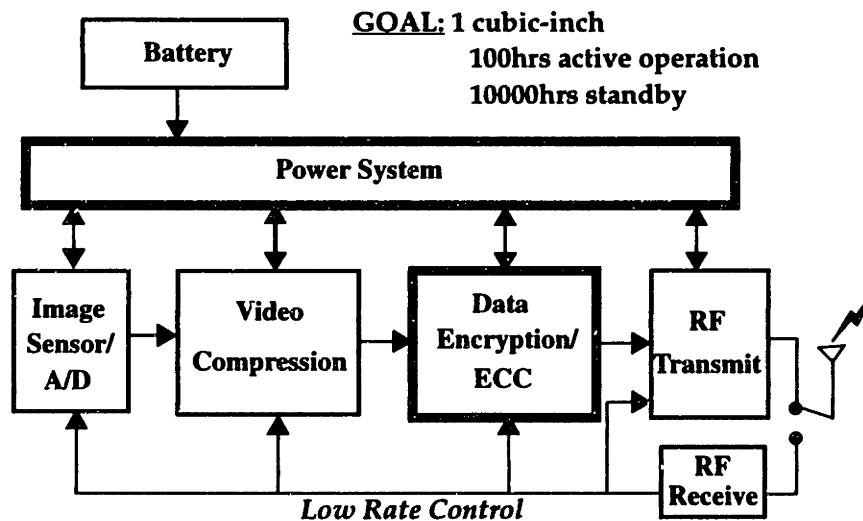 GOAL: 1 cubic-inch
100hrs active operation
10000hrs standby
Battery
Power System
Image
Sensor/
A/D
Video
Compression
Data
Encryption/
ECC
RF
Transmit
RF
Receive
Low Rate Control